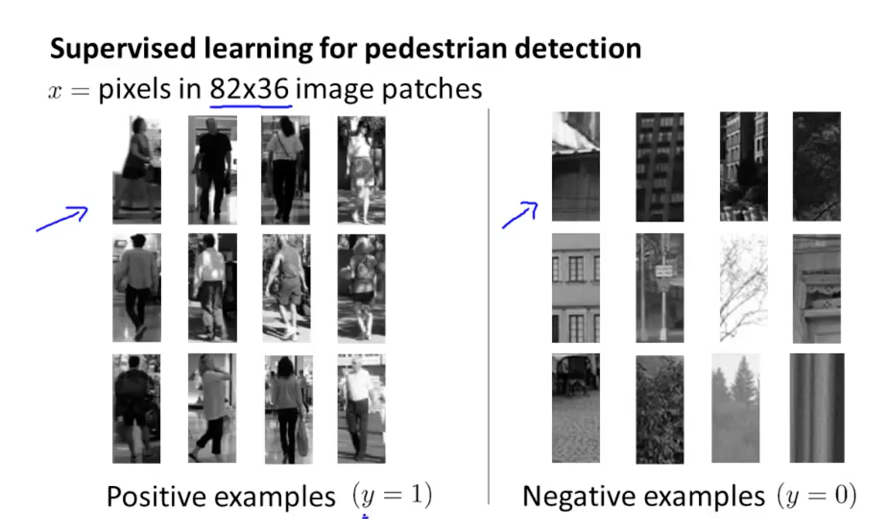 Supervised learning for pedestrian detection
x = pixels in 82x36 image patches
Positive examples (y = 1)
Negative examples (y = 0)